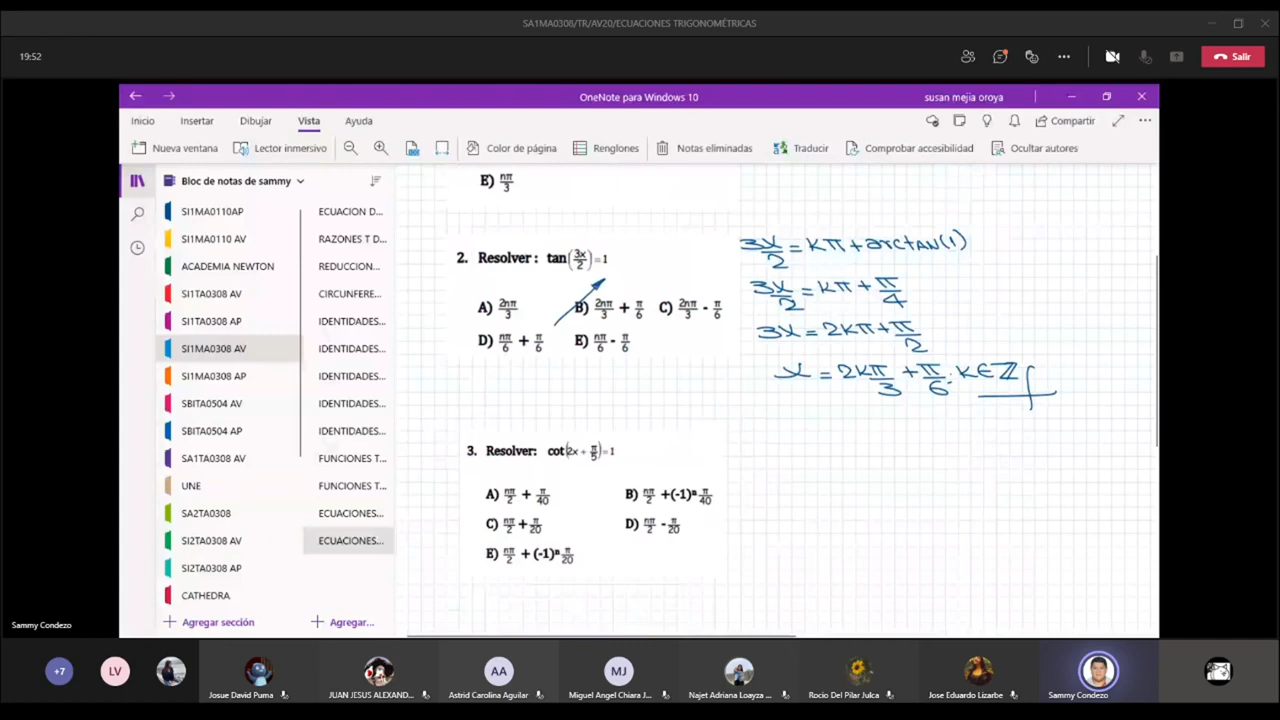 SA1MA0308/TR/AV20/ECUACIONES TRIGONOMÉTRICAS
19:52
Salir
OneNote para Windows 10
susan mejia oroya
Inicio
Insertar
Dibujar
Vista
Ayuda
Compartir
Nueva ventana
Lector inmersivo
Color de página
Renglones
Notas eliminadas
Traducir
Comprobar accesibilidad
Ocultar autores
Bloc de notas de sammy
SI1MA0110AP
SI1MA0110 AV
ACADEMIA NEWTON
SI1TA0308 AV
SI1TA0308 AP
SI1MA0308 AV
SI1MA0308 AP
SBITA0504 AV
SBITA0504 AP
SA1TA0308 AV
UNE
SA2TA0308
SI2TA0308 AV
SI2TA0308 AP
CATHEDRA
Agregar sección
ECUACION D...
RAZONES T D...
REDUCCION...
CIRCUNFERE...
IDENTIDADES...
IDENTIDADES...
IDENTIDADES...
IDENTIDADES...
IDENTIDADES...
FUNCIONES T...
FUNCIONES T...
ECUACIONES...
ECUACIONES...
Agregar...
E) nπ/3
2. Resolver : tan(3x/2) = 1
A) 2nπ/3 B) 2nπ/3 + π/6 C) 2nπ/3 - π/6
D) nπ/6 + π/6 E) nπ/6 - π/6
3x/2 = kπ + arcTAN(1)
3x/2 = kπ + π/4
3x = 2kπ + π/2
x = 2kπ/3 + π/6 ; k∈ℤ
3. Resolver: cot(2x + π/5) = 1
A) nπ/2 + π/40 B) nπ/2 +(-1)ⁿ π/40
C) nπ/2 + π/20 D) nπ/2 - π/20
E) nπ/2 + (-1)ⁿ π/20
Sammy Condezo
+7
LV
Josue David Puma
JUAN JESUS ALEXAND...
AA
Astrid Carolina Aguilar
MJ
Miguel Angel Chiara J...
Najet Adriana Loayza ...
Rocio Del Pilar Julca
Jose Eduardo Lizarbe
Sammy Condezo